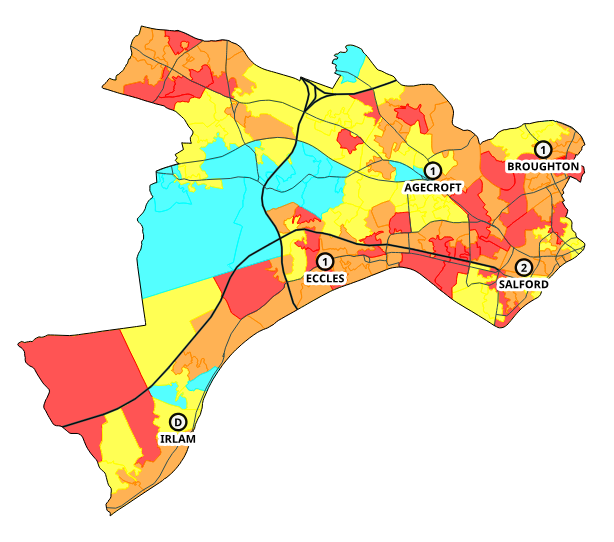 1
BROUGHTON
1
AGECROFT
1
ECCLES
2
SALFORD
D
IRLAM